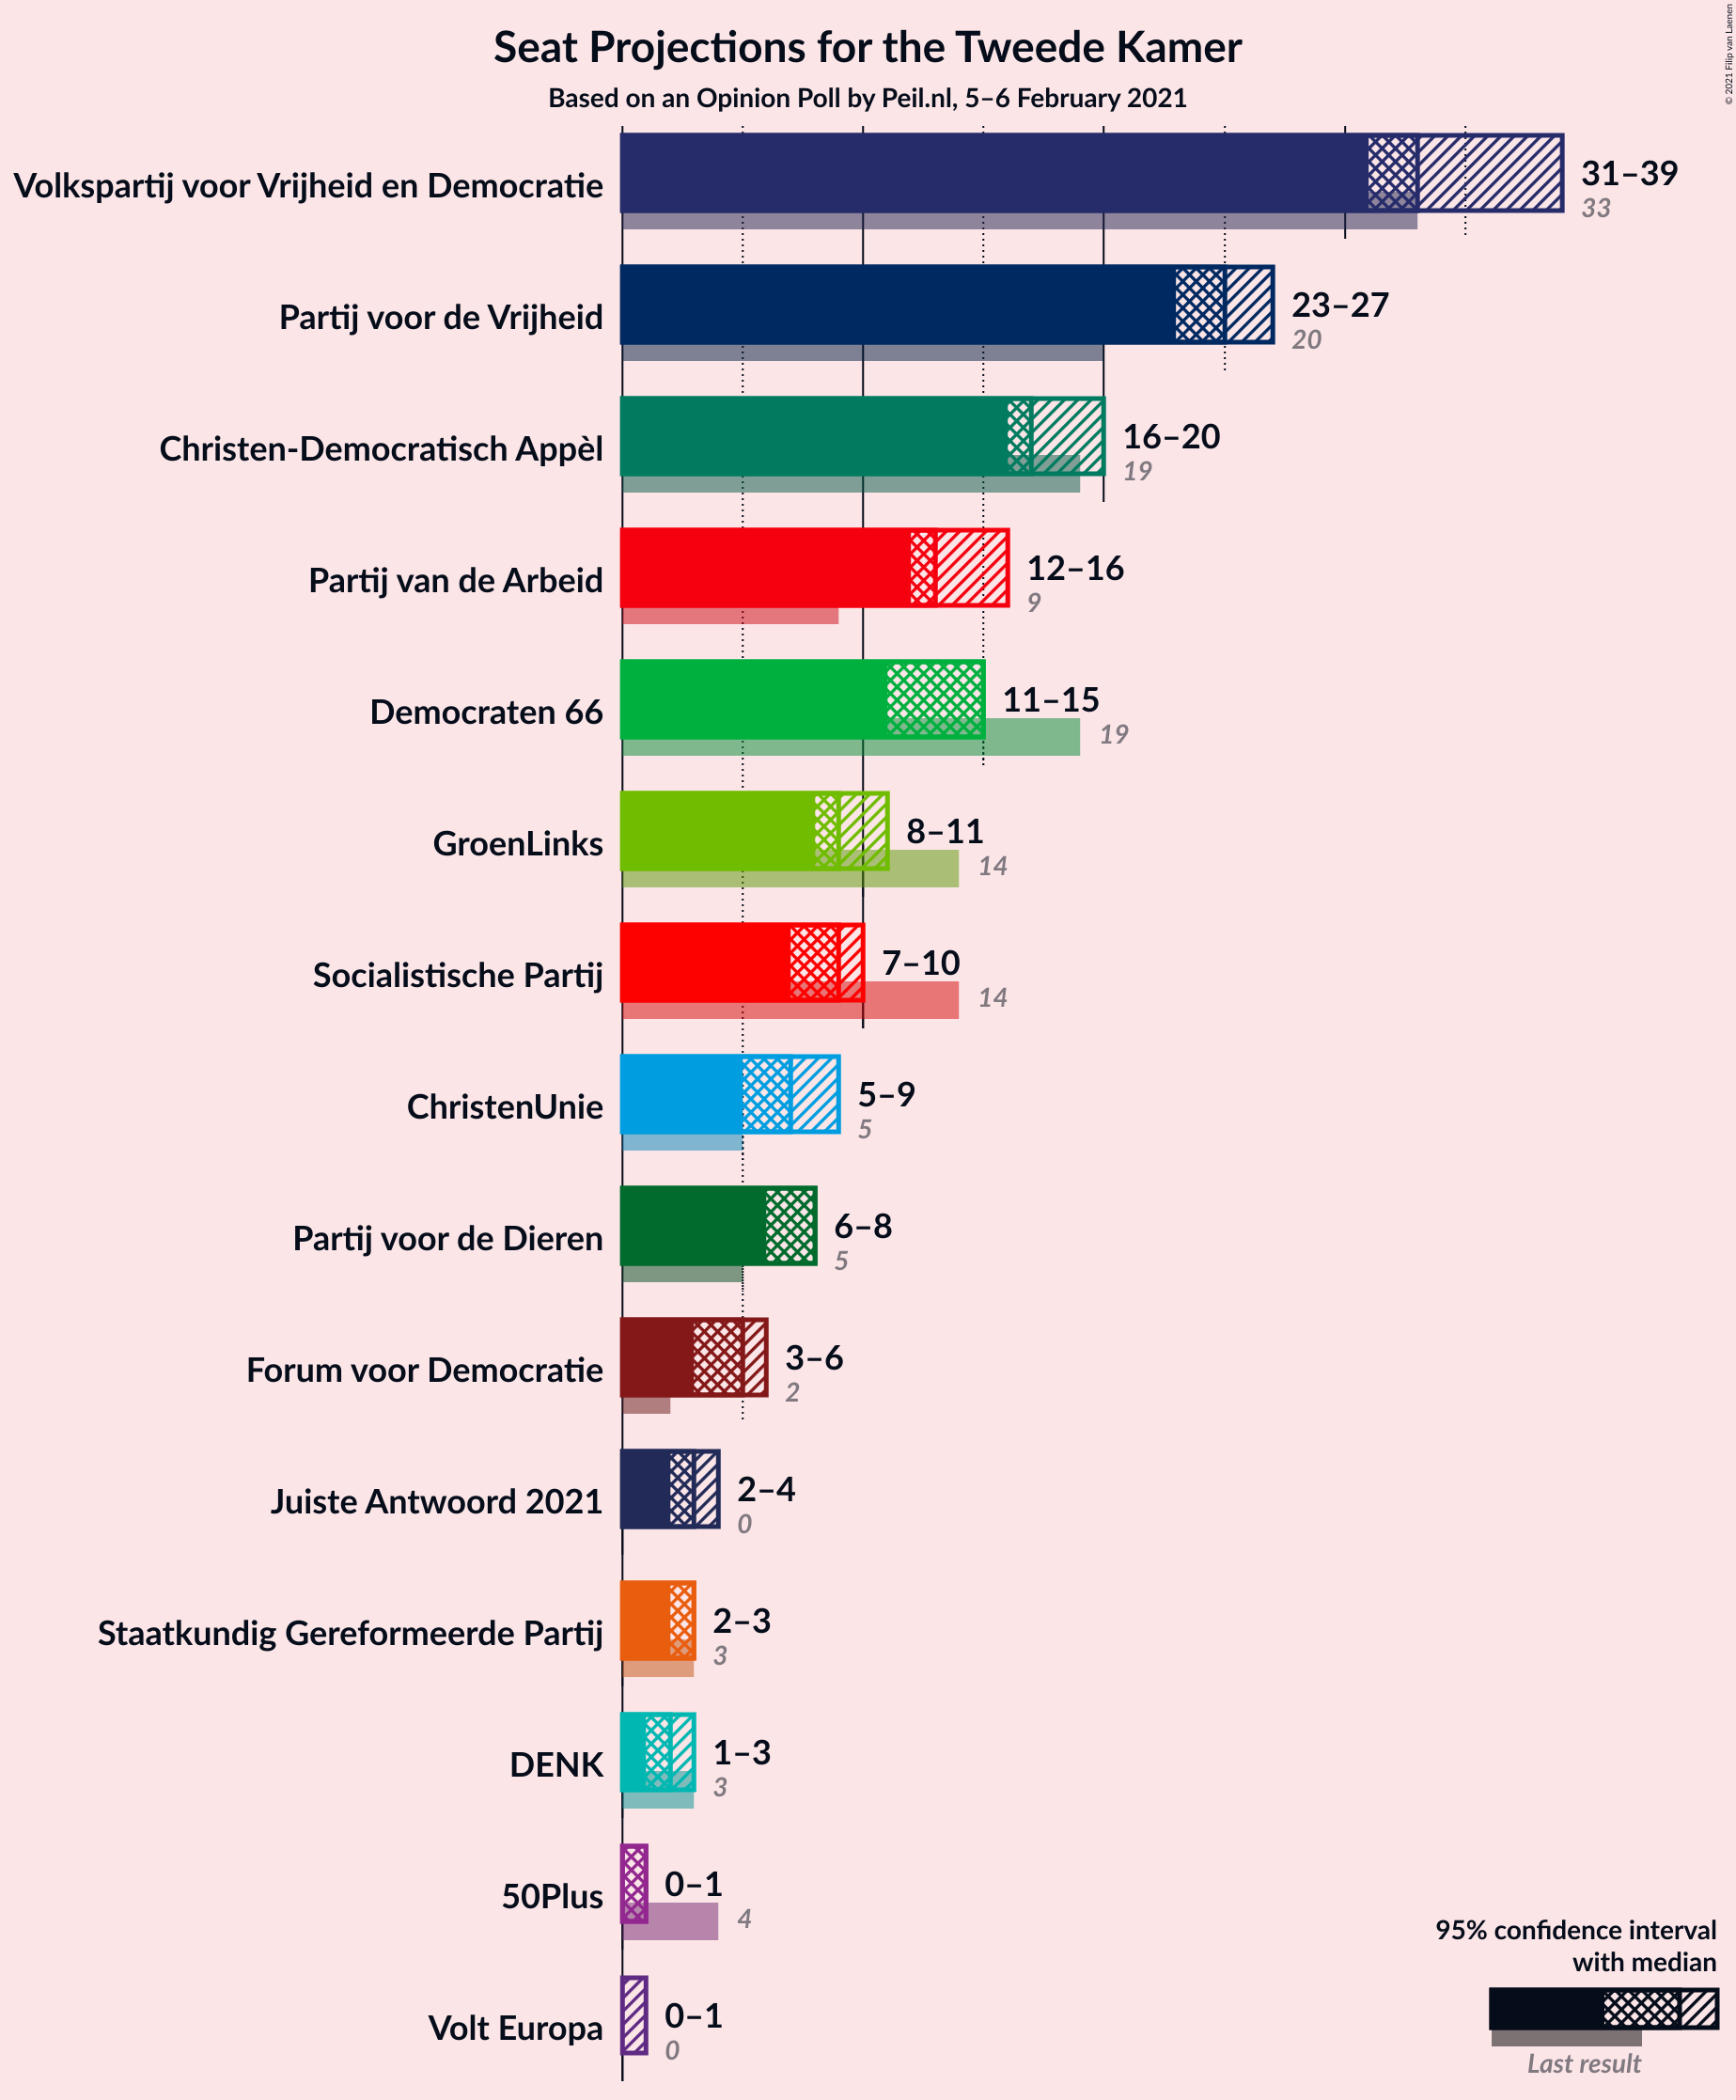 Seat Projections for the Tweede Kamer
Based on an Opinion Poll by Peil.nl, 5–6 February 2021
© 2021 Filip van Laenen
Volkspartij voor Vrijheid en Democratie
31–39
33
Partij voor de Vrijheid
23–27
20
Christen-Democratisch Appèl
16–20
19
Partij van de Arbeid
12–16
9
Democraten 66
11–15
19
GroenLinks
8–11
14
Socialistische Partij
7–10
14
ChristenUnie
5–9
5
Partij voor de Dieren
6–8
5
Forum voor Democratie
3–6
2
Juiste Antwoord 2021
2–4
0
Staatkundig Gereformeerde Partij
2–3
3
DENK
1–3
3
50Plus
0–1
4
Volt Europa
0–1
0
95% confidence interval
with median
Last result